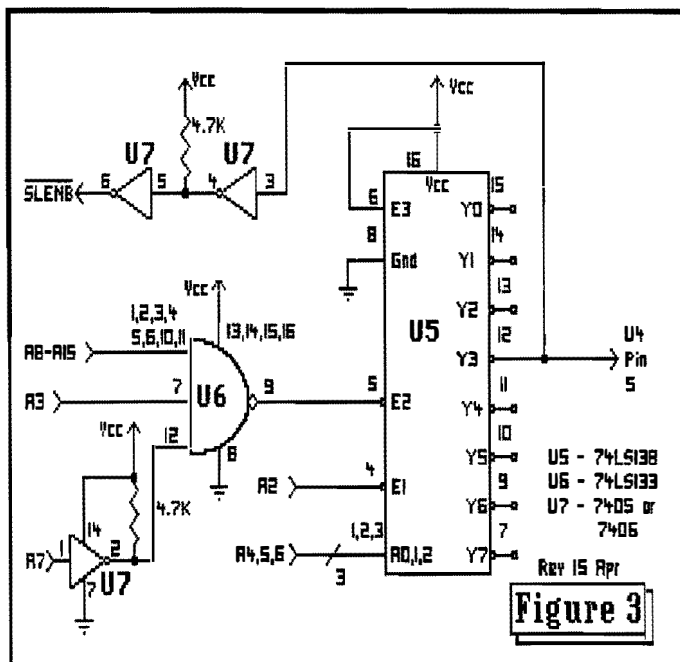 Vcc
Vcc
4.7K
U7
U7
16
Vcc
15
6
5
4
3
SLENB
6
E3
Y0
8
14
Gnd
Y1
Vcc
13
1,2,3,4
Y2
5,6,10,11
13,14,15,16
U5
12
U4
A8-A15
Y3
Pin
5
7
U6
9
5
11
A3
E2
Y4
Vcc
12
10
8
4
Y5
U5 - 74LS138
A2
E1
9
U6 - 74LS133
4.7K
Y6
U7 - 7405 or
14
1,2,3
7
7406
A7
1
2
A4,5,6
A0,1,2
Y7
7
U7
3
Rev 15 Apr
Figure 3